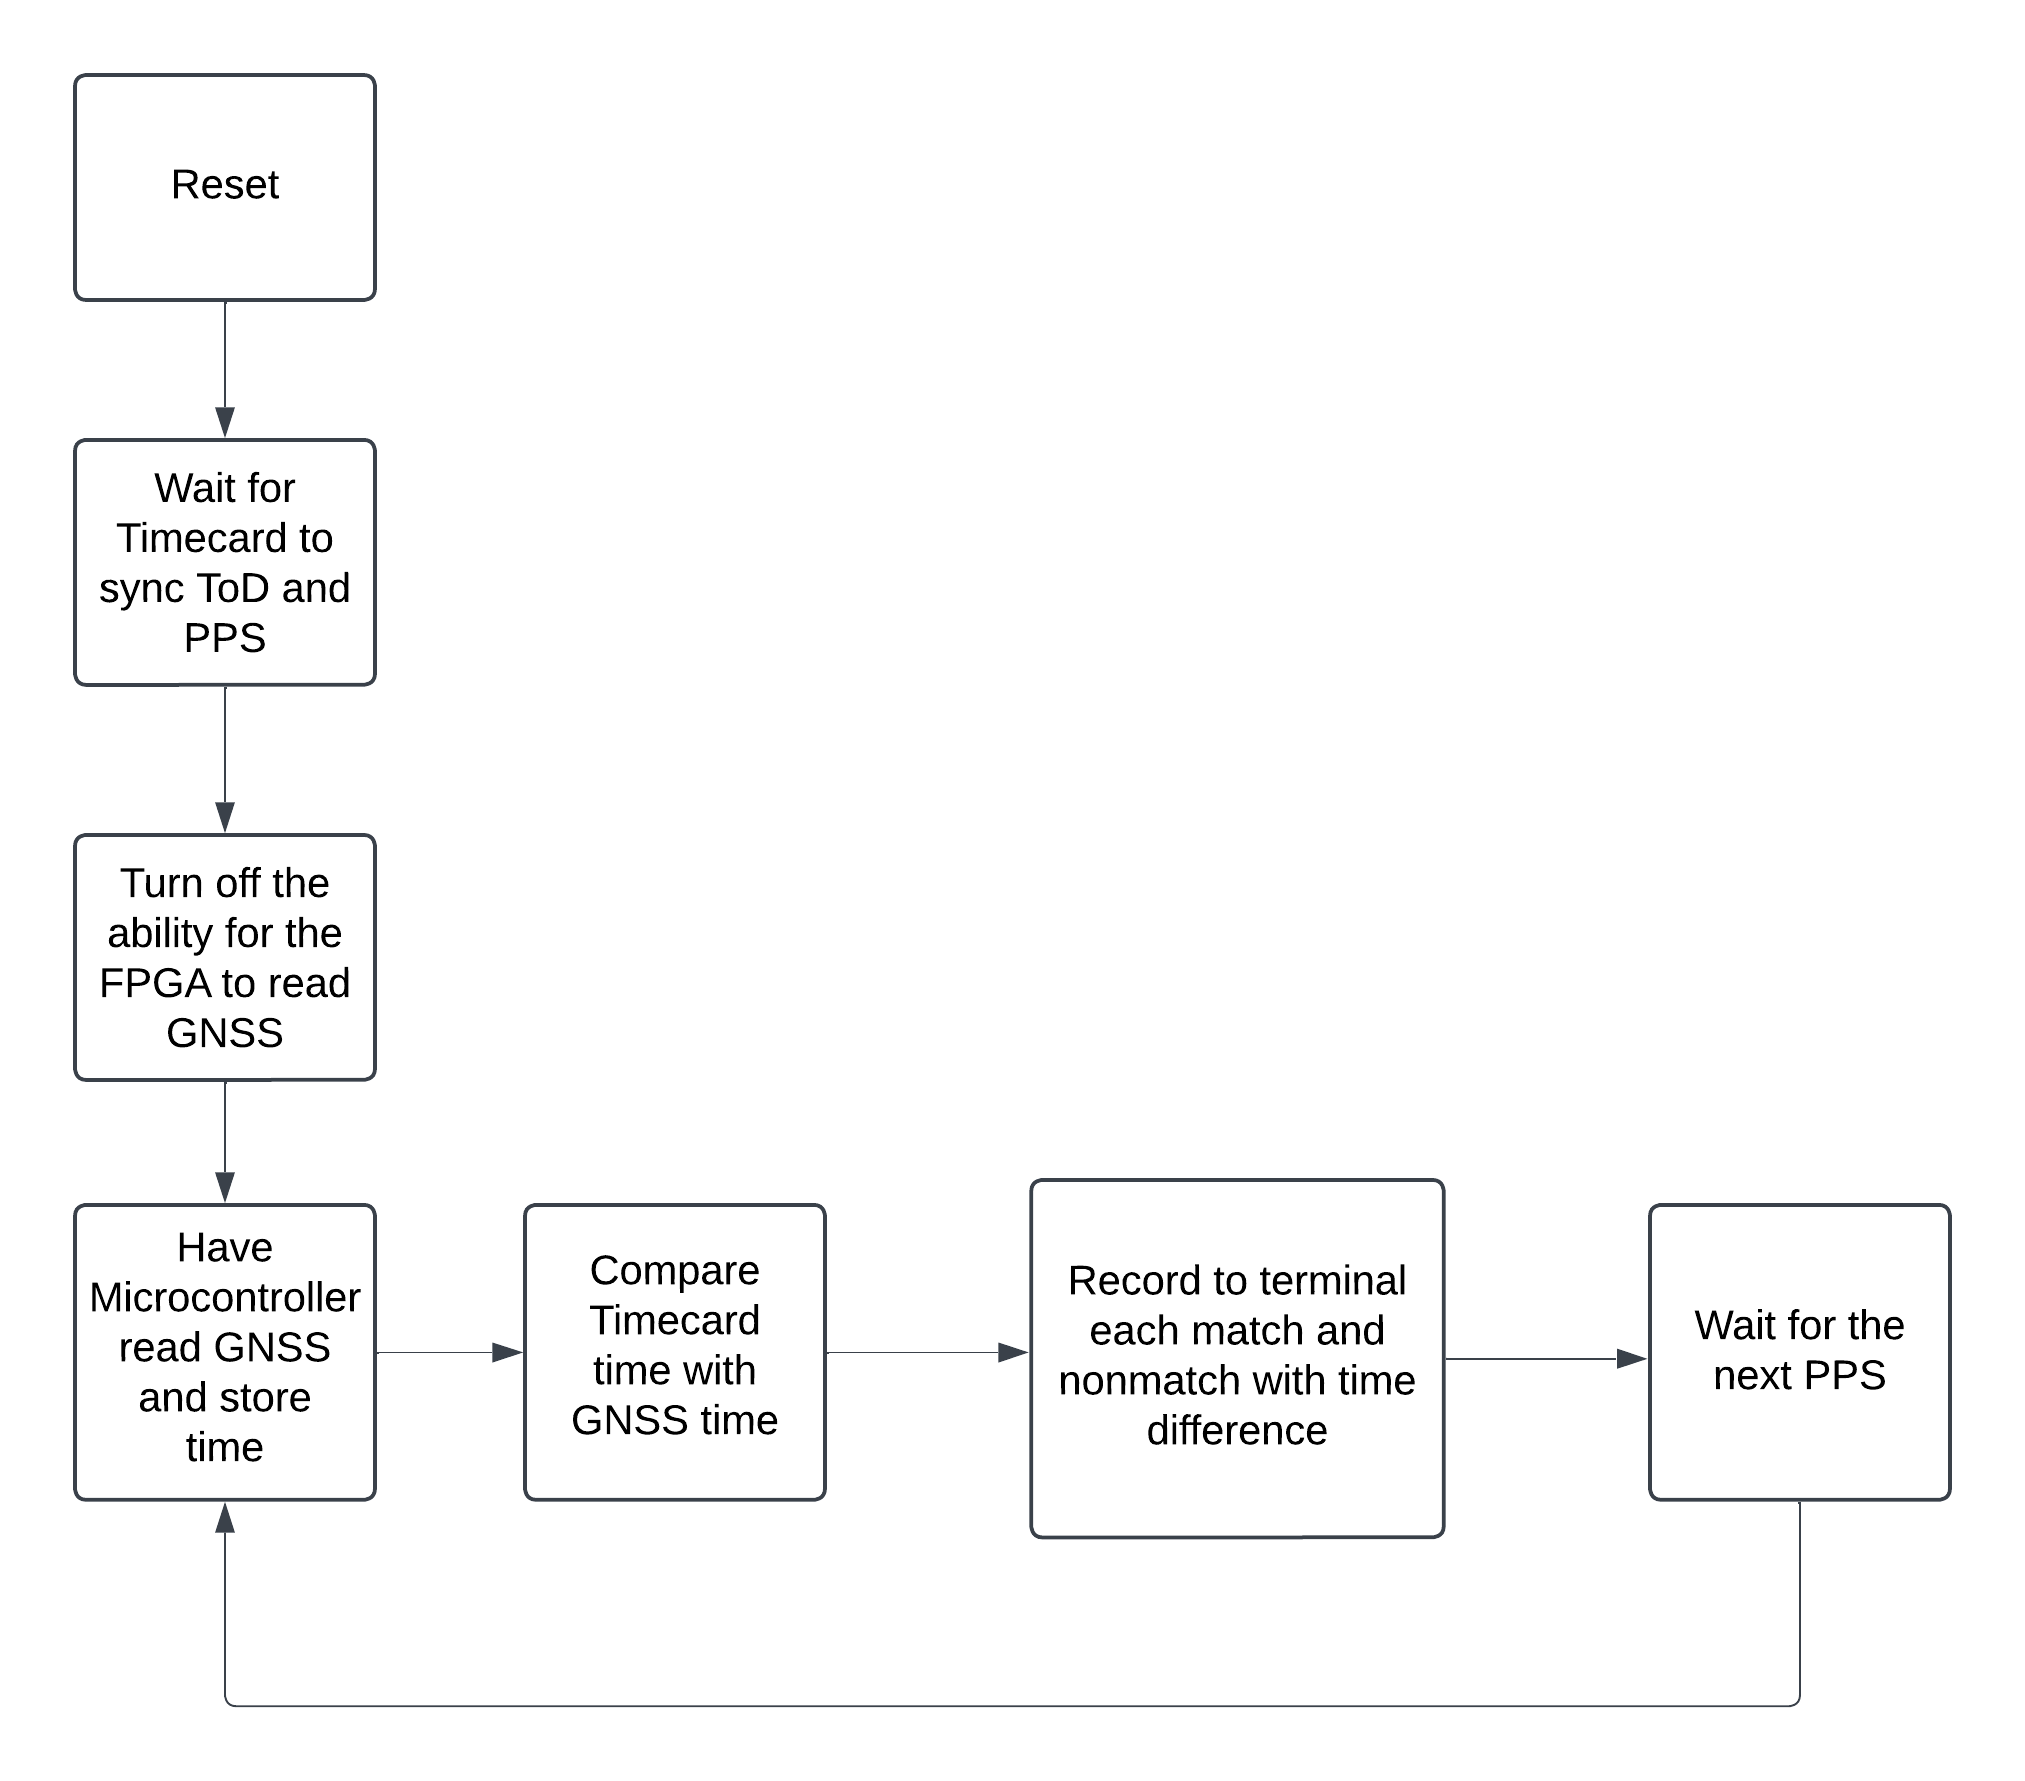 Reset
Wait for
Timecard to
sync ToD and
PPS
Turn off the
ability for the
FPGA to read
GNSS
Have
Microcontroller
read GNSS
and store
time
Compare
Timecard
time with
GNSS time
Record to terminal
each match and
nonmatch with time
difference
Wait for the
next PPS